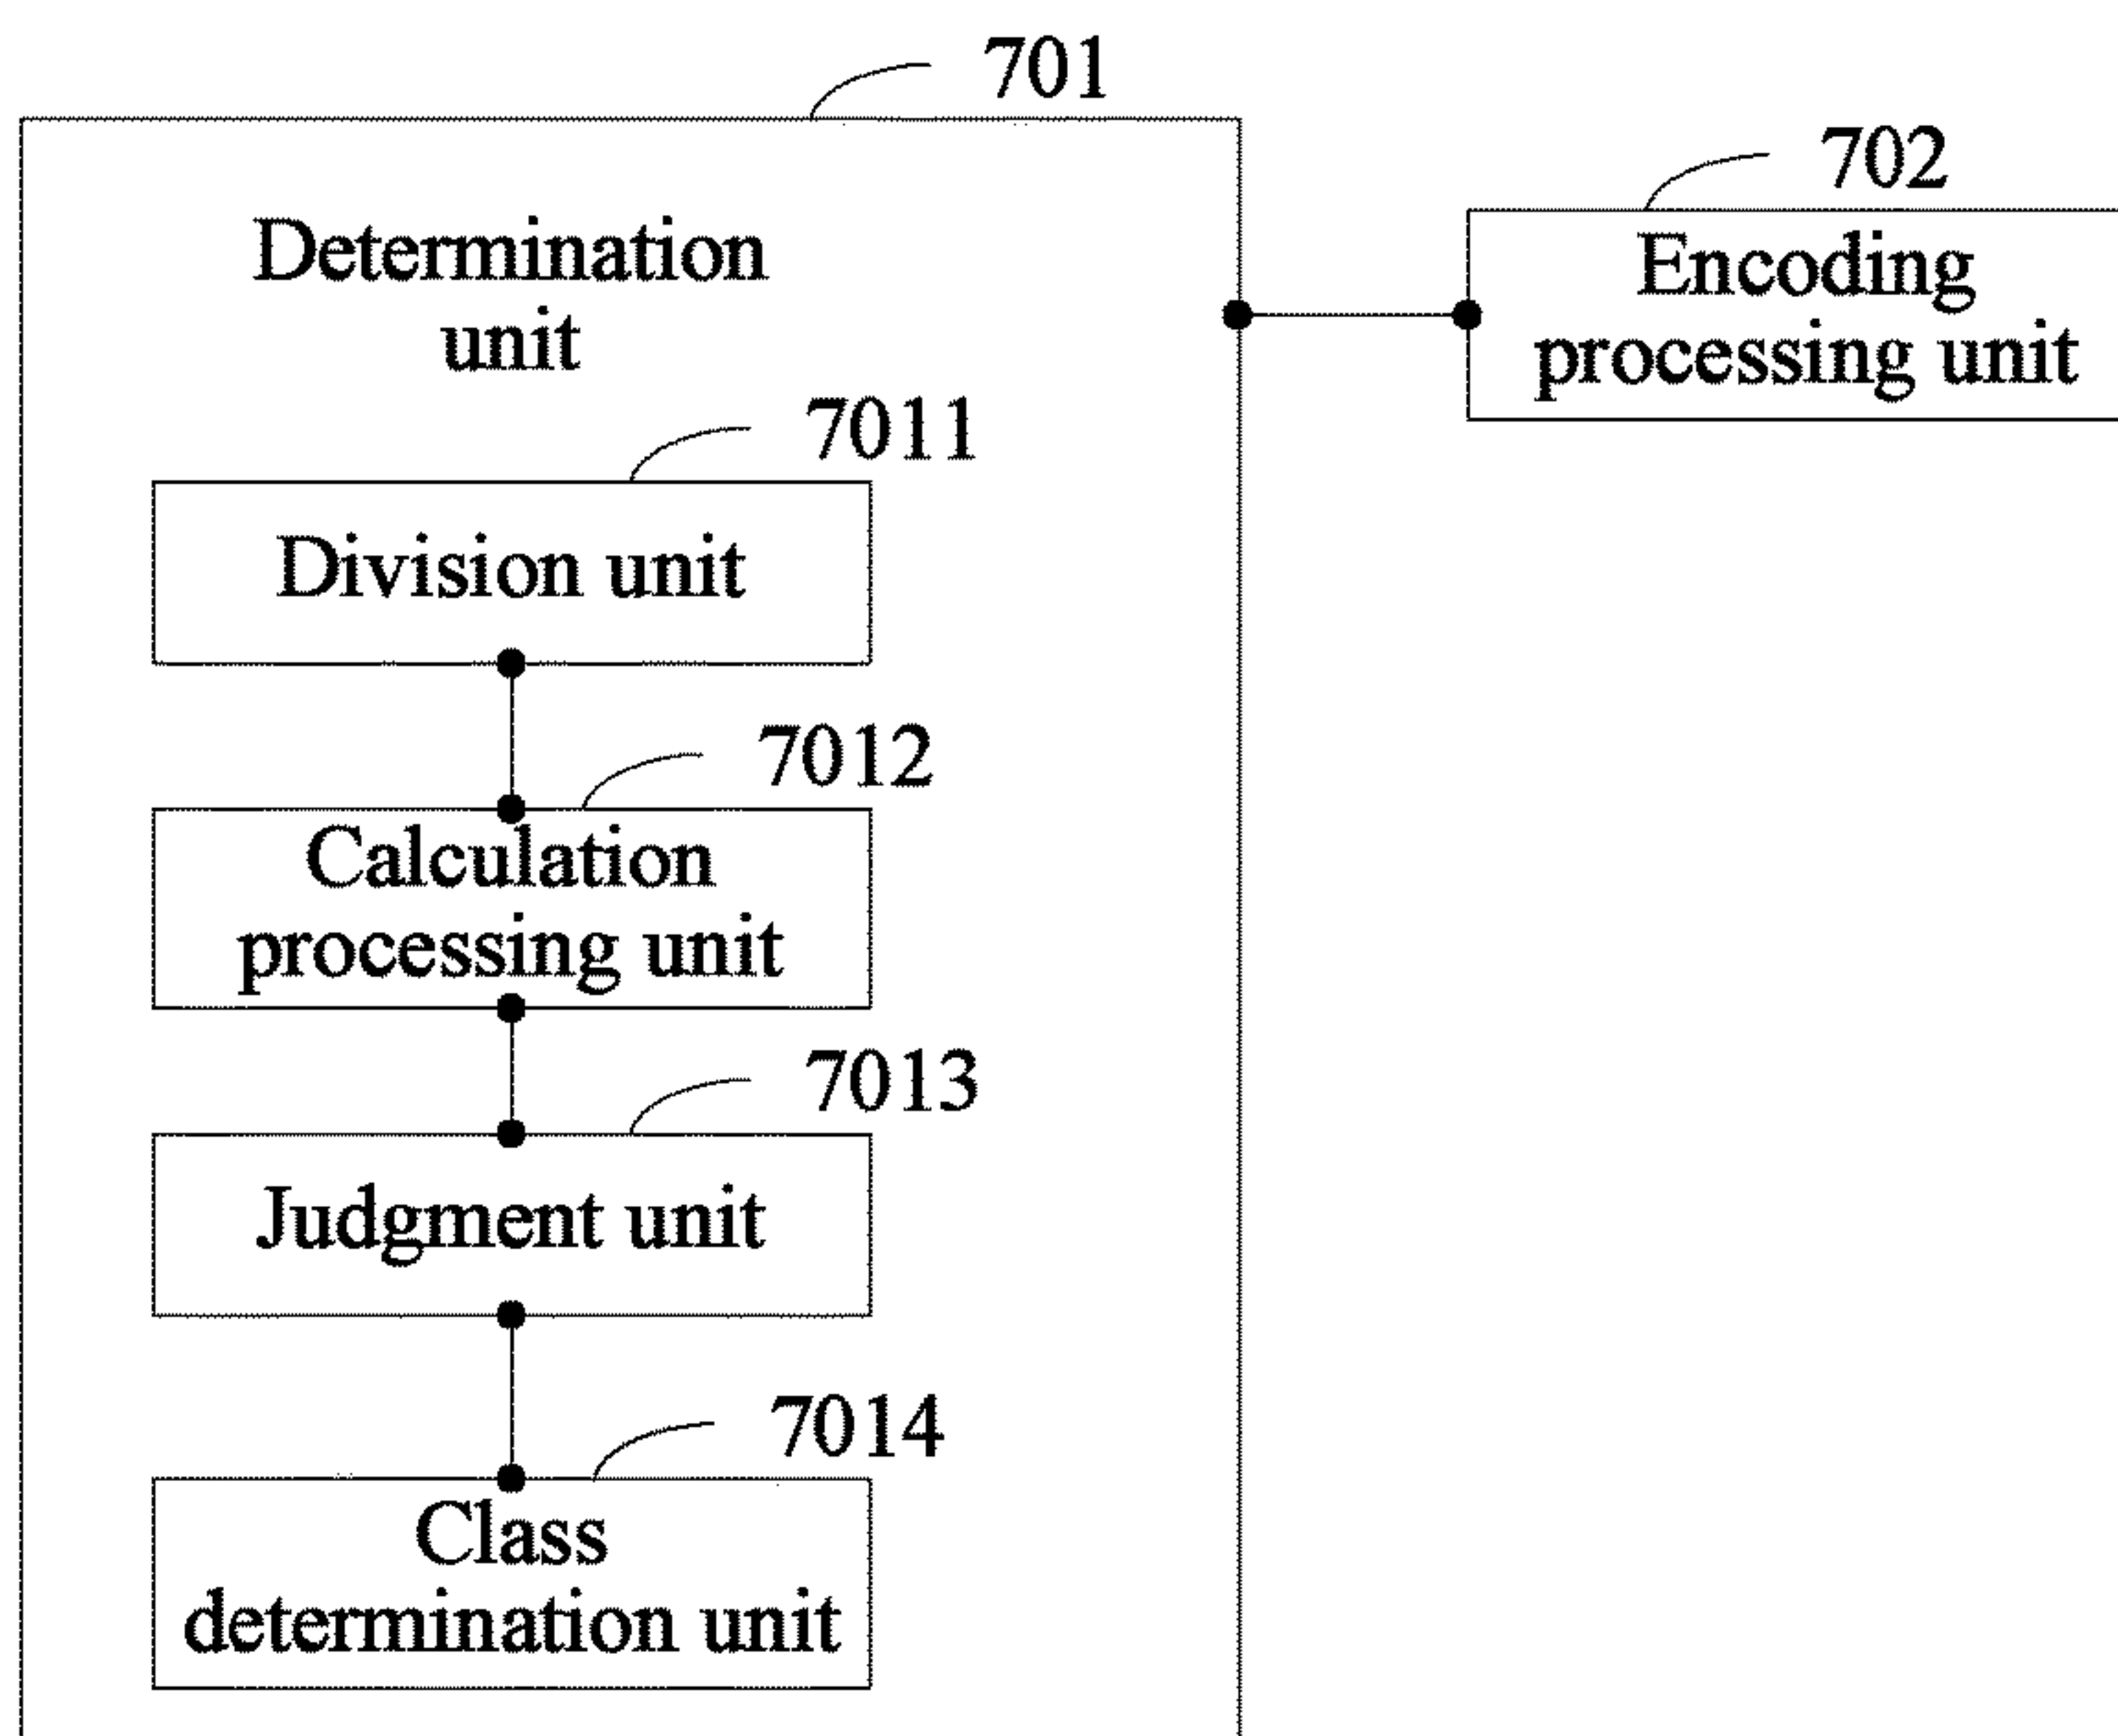 701
702
Determination
unit
Encoding
processing unit
7011
Division unit
7012
Calculation
processing unit
7013
Judgment unit
7014
Class
determination unit